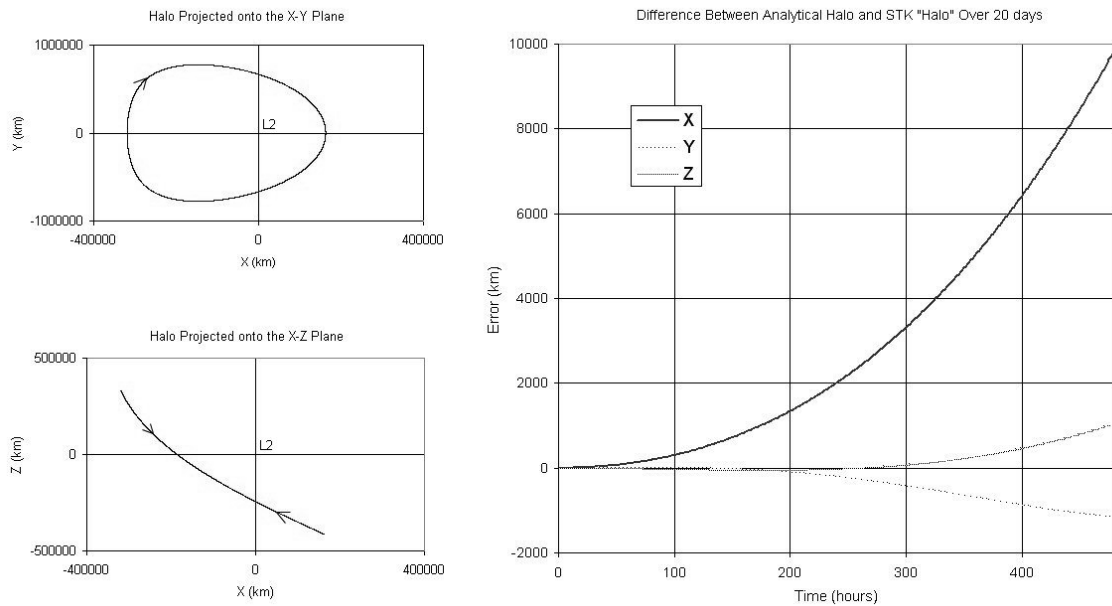 Halo Projected onto the X-Y Plane
1000000
0
-1000000
Y (km)
L2
-400000
0
400000
X (km)
Halo Projected onto the X-Z Plane
500000
0
-500000
Z (km)
L2
-400000
0
400000
X (km)
Difference Between Analytical Halo and STK "Halo" Over 20 days
10000
8000
6000
4000
2000
0
-2000
Error (km)
X
Y
Z
0
100
200
300
400
Time (hours)